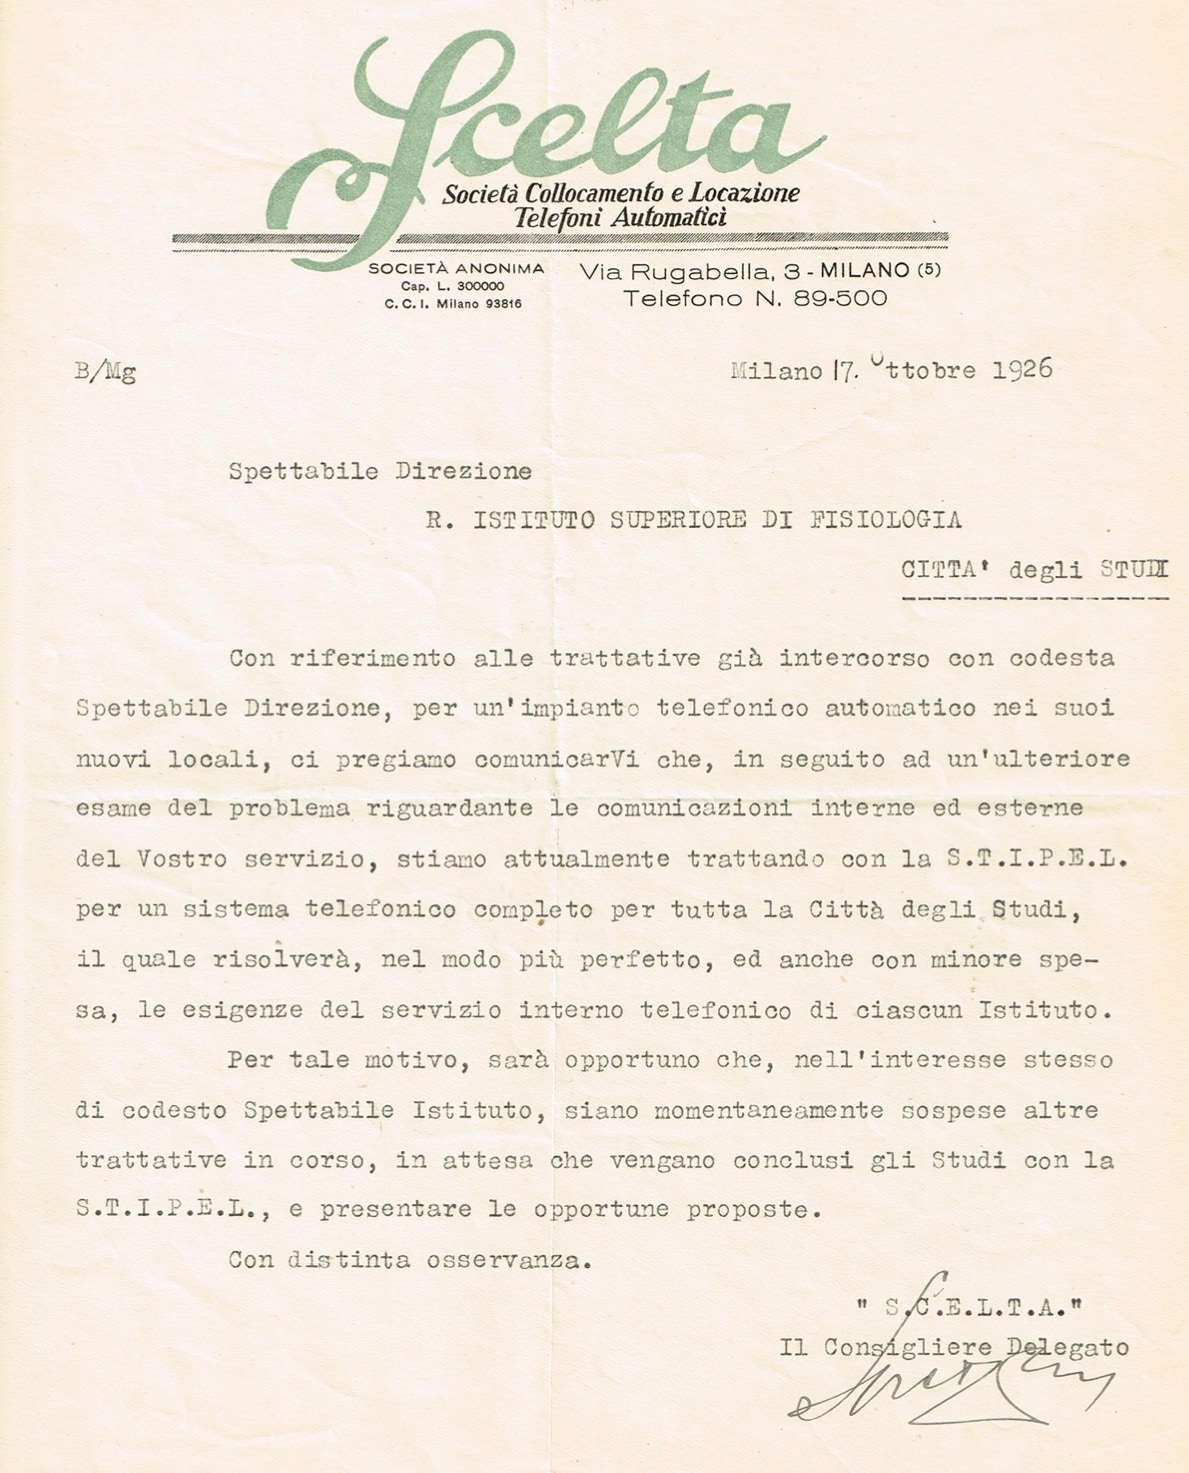 Scelta
Società Collocamento e Locazione
Telefoni Automatici
SOCIETÀ ANONIMA
Cap. L. 300000
C. C. I. Milano 93816
Via Rugabella, 3 - MILANO (5)
Telefono N. 89-500
B/Mg
Milano 17. Ottobre 1926
Spettabile Direzione
R. ISTITUTO SUPERIORE DI FISIOLOGIA
CITTA' degli STUDI
Con riferimento alle trattative già intercorso con codesta
Spettabile Direzione, per un'impianto telefonico automatico nei suoi
nuovi locali, ci pregiamo comunicarVi che, in seguito ad un'ulteriore
esame del problema riguardante le comunicazioni interne ed esterne
del Vostro servizio, stiamo attualmente trattando con la S.T.I.P.E.L.
per un sistema telefonico completo per tutta la Città degli Studi,
il quale risolverà, nel modo più perfetto, ed anche con minore spe-
sa, le esigenze del servizio interno telefonico di ciascun Istituto.
Per tale motivo, sarà opportuno che, nell'interesse stesso
di codesto Spettabile Istituto, siano momentaneamente sospese altre
trattative in corso, in attesa che vengano conclusi gli Studi con la
S.T.I.P.E.L., e presentare le opportune proposte.
Con distinta osservanza.
" S.C.E.L.T.A."
Il Consigliere Delegato